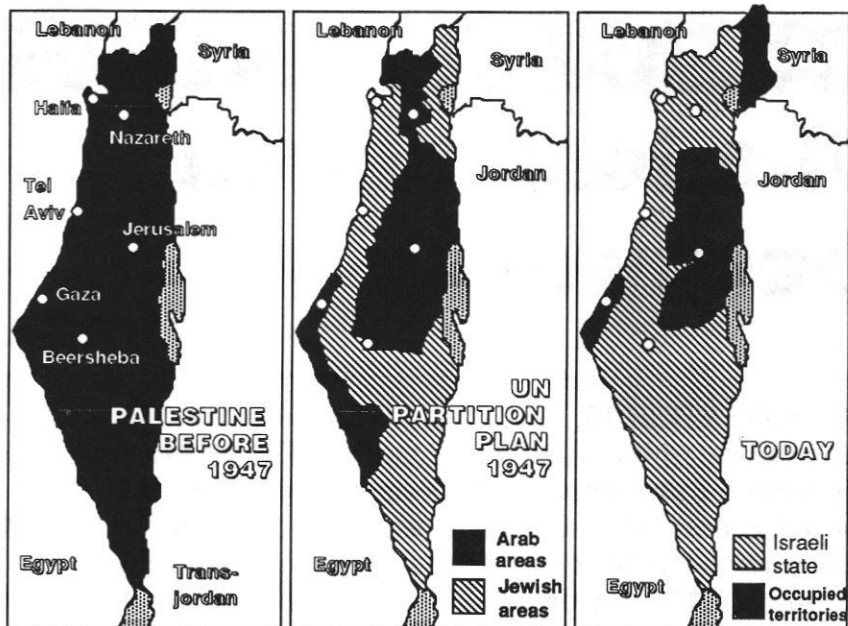 Lebanon
Syria
Haifa
Nazareth
Tel
Aviv
Jerusalem
Gaza
Beersheba
PALESTINE
BEFORE
1947
Egypt
Trans-
jordan
Lebanon
Syria
Jordan
UN
PARTITION
PLAN
1947
Egypt
Arab
areas
Jewish
areas
Lebanon
Syria
Jordan
TODAY
Egypt
Israeli
state
Occupied
territories